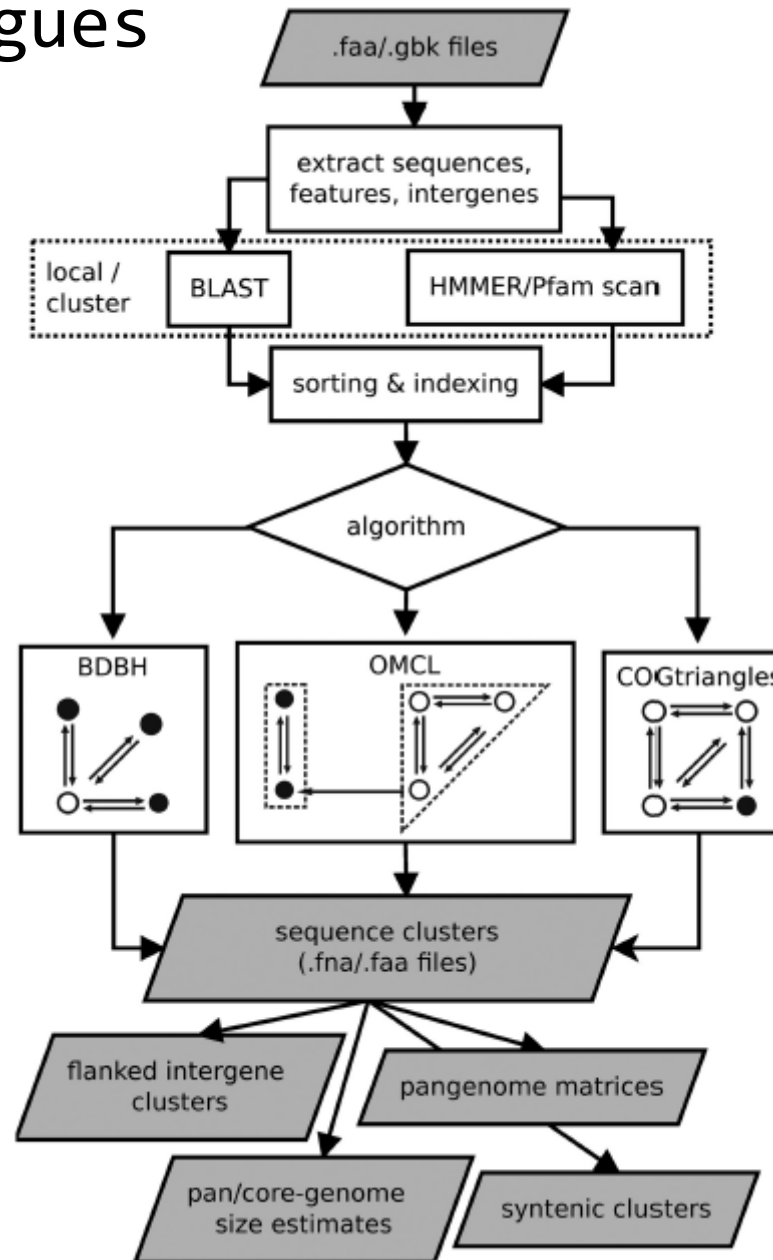 gues
.faa/.gbk files
extract sequences,
features, intergenes
local /
cluster
BLAST
HMMER/Pfam scan
sorting & indexing
algorithm
BDBH
OMCL
COGtriangles
sequence clusters
(.fna/.faa files)
flanked intergene
clusters
pangenome matrices
pan/core-genome
size estimates
syntenic clusters